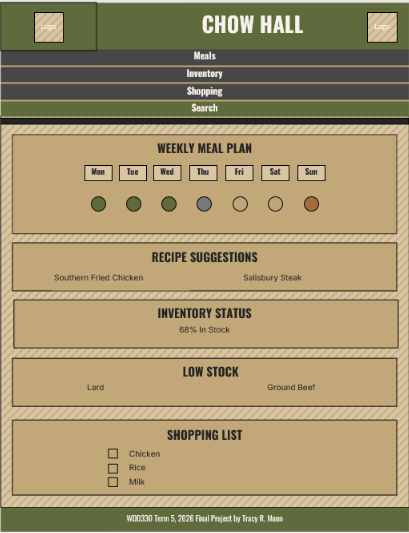 Logo
CHOW HALL
Logo
Meals
Inventory
Shopping
Search
WEEKLY MEAL PLAN
Mon Tue Wed Thu Fri Sat Sun
RECIPE SUGGESTIONS
Southern Fried Chicken Salisbury Steak
INVENTORY STATUS
68% In Stock
LOW STOCK
Lard Ground Beef
SHOPPING LIST
Chicken
Rice
Milk
WDD330 Term 5, 2026 Final Project by Tracy R. Mann